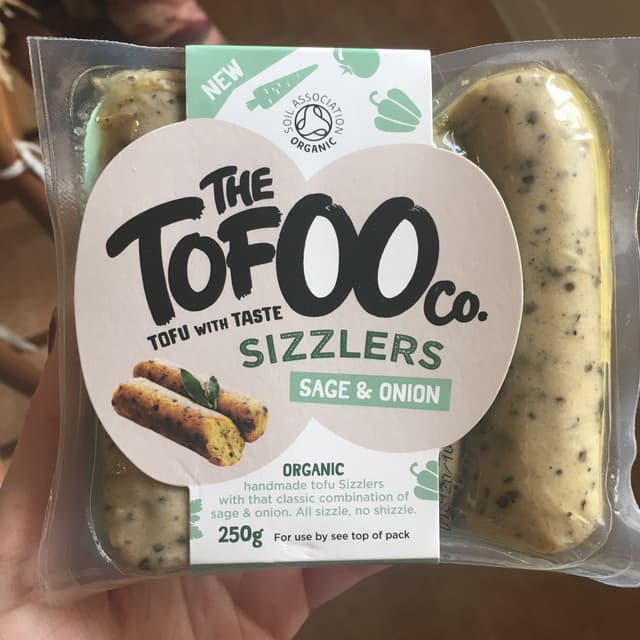 NEW
SOIL ASSOCIATION
ORGANIC
THE
TOFOO
CO.
TOFU WITH TASTE
SIZZLERS
SAGE & ONION
ORGANIC
handmade tofu Sizzlers
with that classic combination of
sage & onion. All sizzle, no shizzle.
250g For use by see top of pack